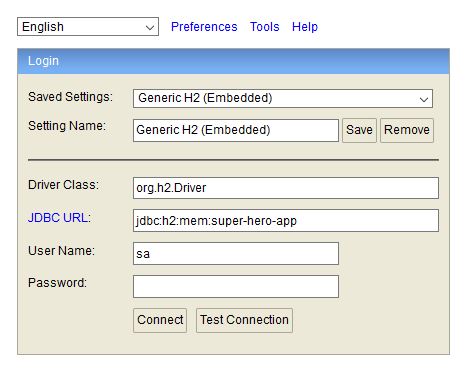 English Preferences Tools Help
Login
Saved Settings: Generic H2 (Embedded)
Setting Name: Generic H2 (Embedded) Save Remove
Driver Class: org.h2.Driver
JDBC URL: jdbc:h2:mem:super-hero-app
User Name: sa
Password:
Connect Test Connection